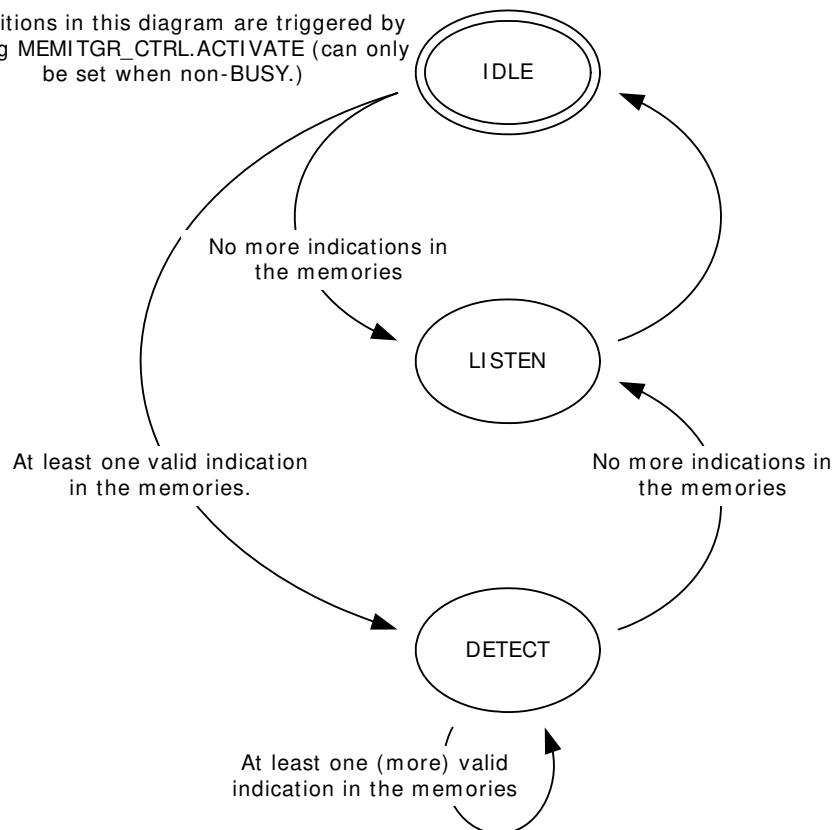 in this diagram are triggered by
MEMITGR_CTRL.ACTIVATE (can only
be set when non-BUSY.)
IDLE
No more indications in
the memories
LISTEN
At least one valid indication
in the memories.
No more indications in
the memories
DETECT
At least one (more) valid
indication in the memories